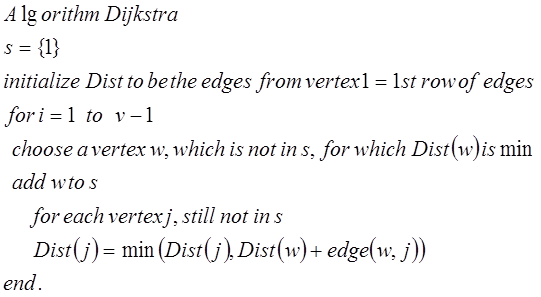 A lg orithm Dijkstra
s = {1}
initialize Dist to be the edges from vertex1 = 1st row of edges
for i = 1 to v − 1
choose a vertex w, which is not in s, for which Dist(w) is min
add w to s
for each vertex j, still not in s
Dist(j) = min (Dist(j), Dist(w) + edge(w, j))
end.